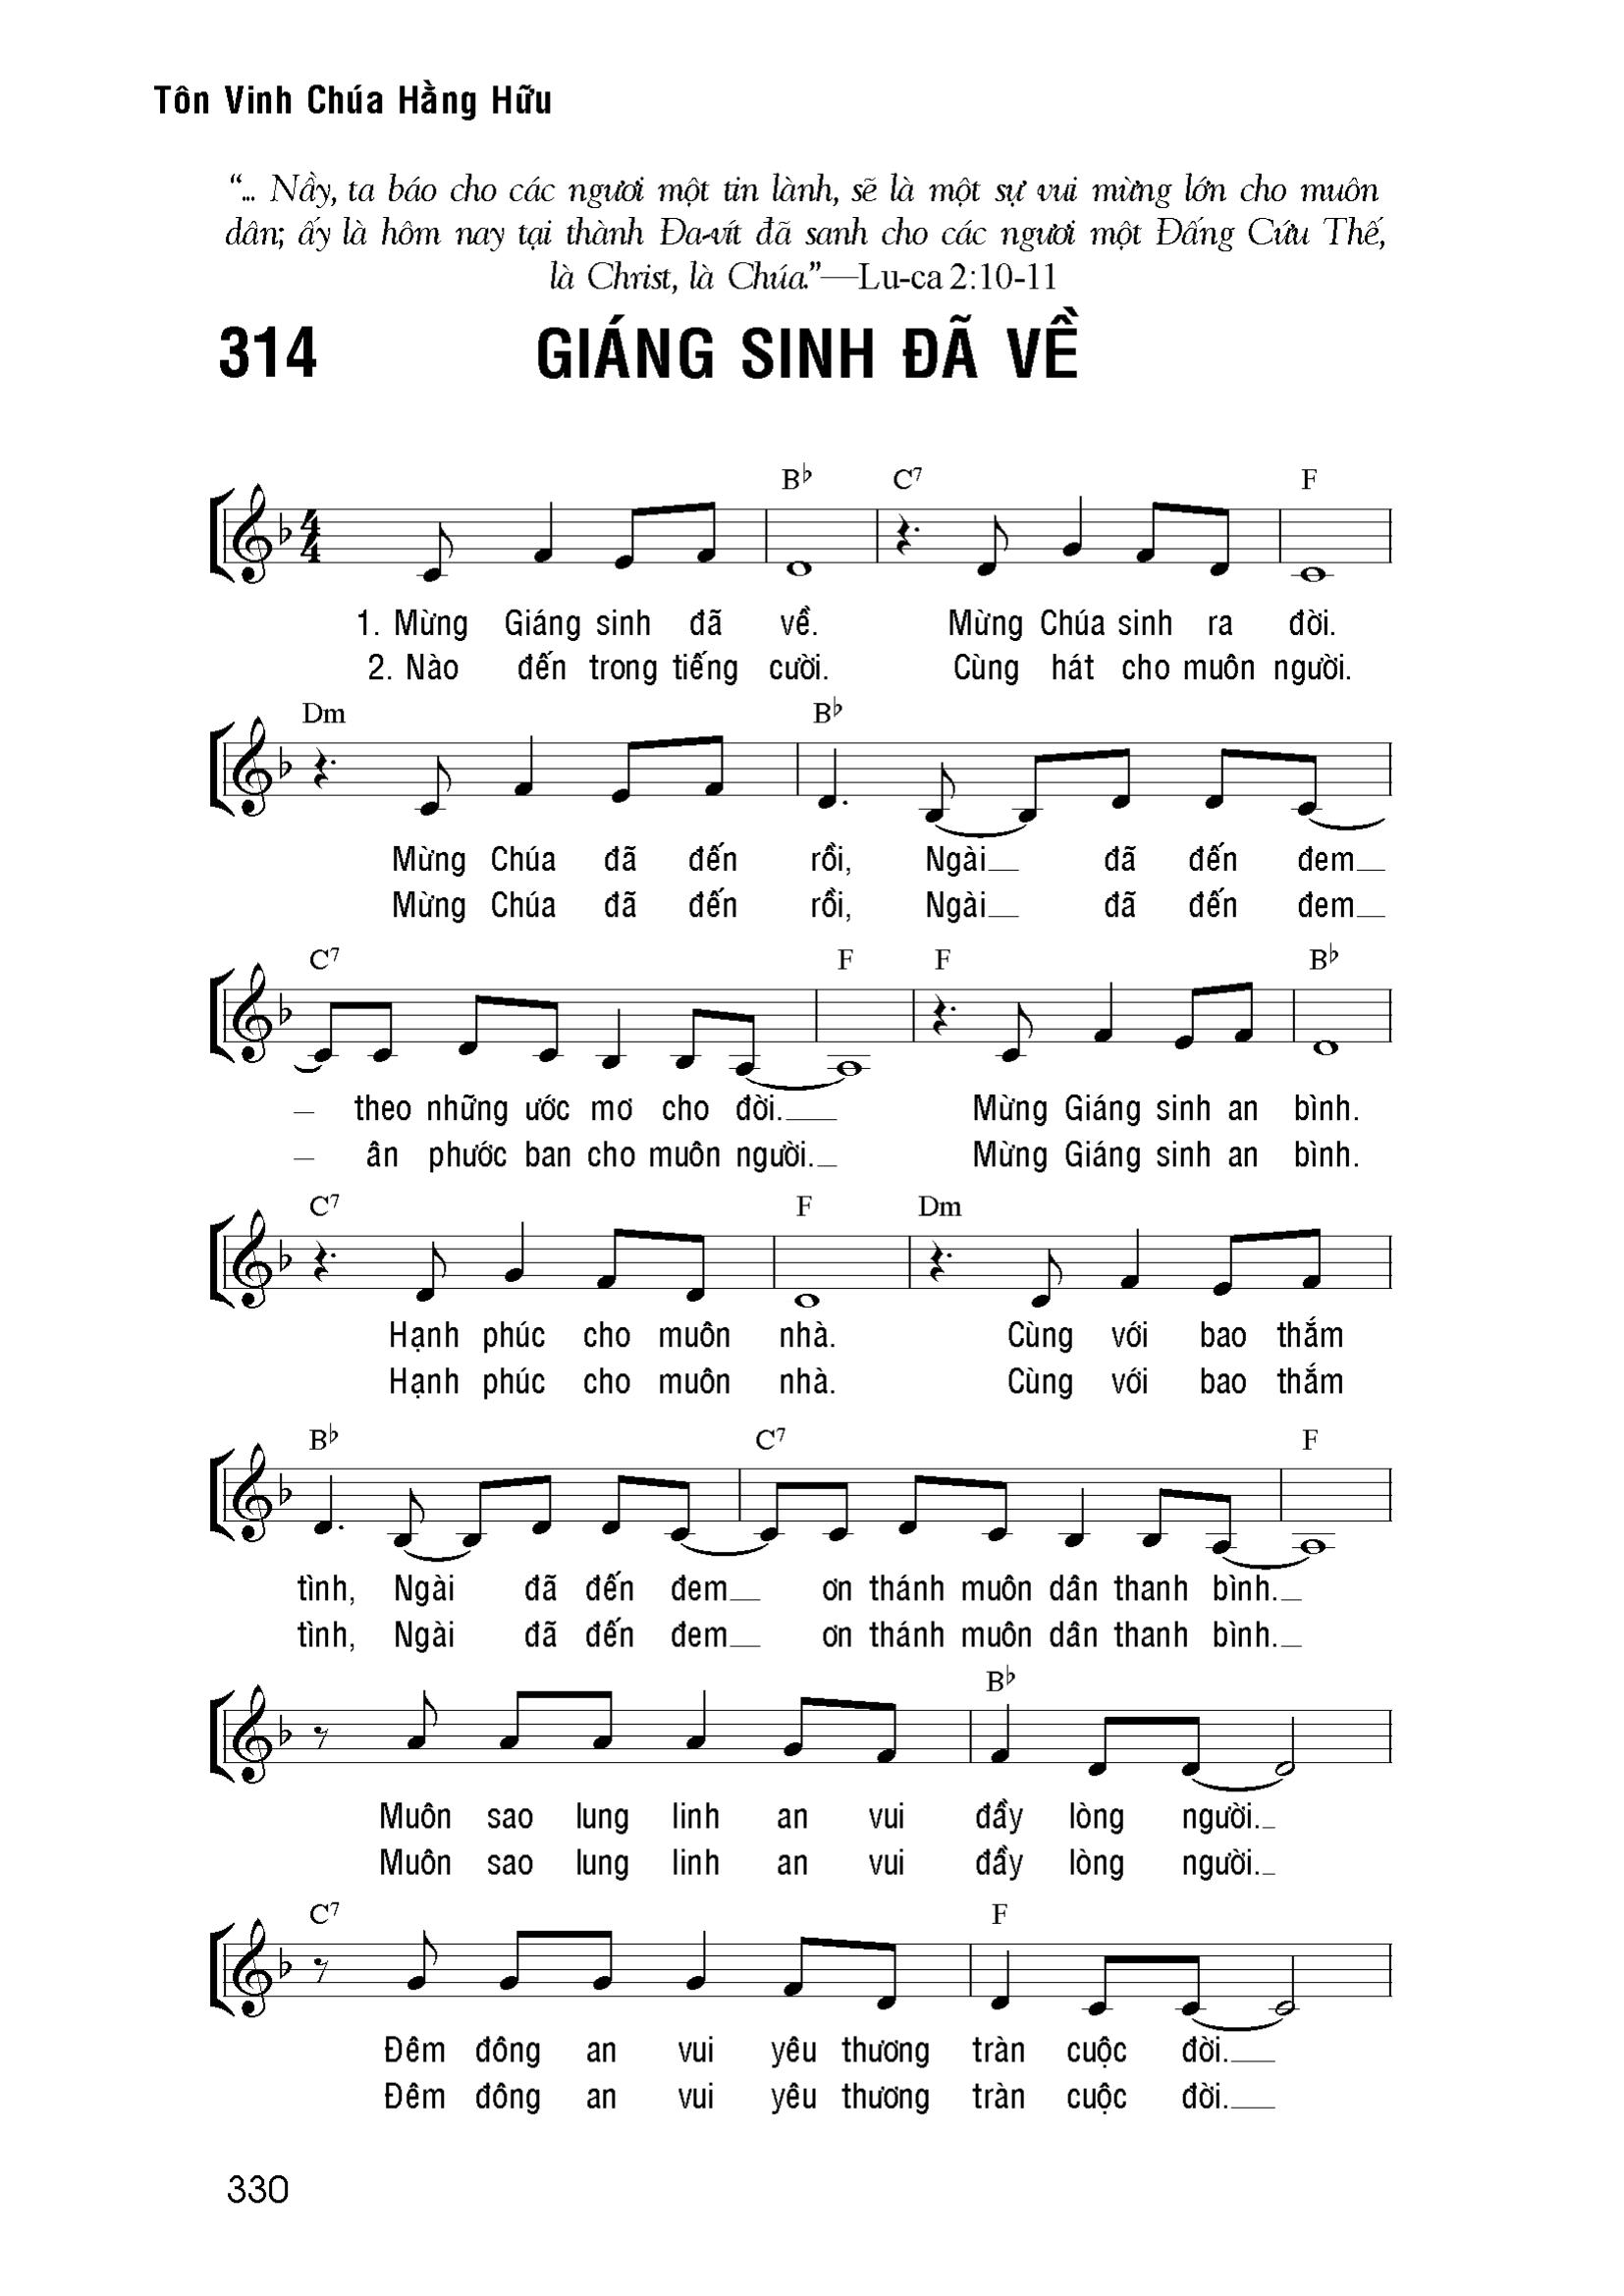 Tôn Vinh Chúa Hằng Hữu
“... Nầy, ta báo cho các ngươi một tin lành, sẽ là một sự vui mừng lớn cho muôn
dân; ấy là hôm nay tại thành Đa-vít đã sanh cho các ngươi một Đấng Cứu Thế,
là Christ, là Chúa.”—Lu-ca 2:10-11
314 GIÁNG SINH ĐÃ VỀ
B♭ C7 F
4
4
1. Mừng Giáng sinh đã về. Mừng Chúa sinh ra đời.
2. Nào đến trong tiếng cười. Cùng hát cho muôn người.
Dm B♭
Mừng Chúa đã đến rồi, Ngài__ đã đến đem__
Mừng Chúa đã đến rồi, Ngài__ đã đến đem__
C7 F F B♭
_ theo những ước mơ cho đời.__ Mừng Giáng sinh an bình.
_ ân phước ban cho muôn người._ Mừng Giáng sinh an bình.
C7 F Dm
Hạnh phúc cho muôn nhà. Cùng với bao thắm
Hạnh phúc cho muôn nhà. Cùng với bao thắm
B♭ C7 F
tình, Ngài đã đến đem__ ơn thánh muôn dân thanh bình._
tình, Ngài đã đến đem__ ơn thánh muôn dân thanh bình._
B♭
Muôn sao lung linh an vui đầy lòng người._
Muôn sao lung linh an vui đầy lòng người._
C7 F
Đêm đông an vui yêu thương tràn cuộc đời.__
Đêm đông an vui yêu thương tràn cuộc đời.__
330